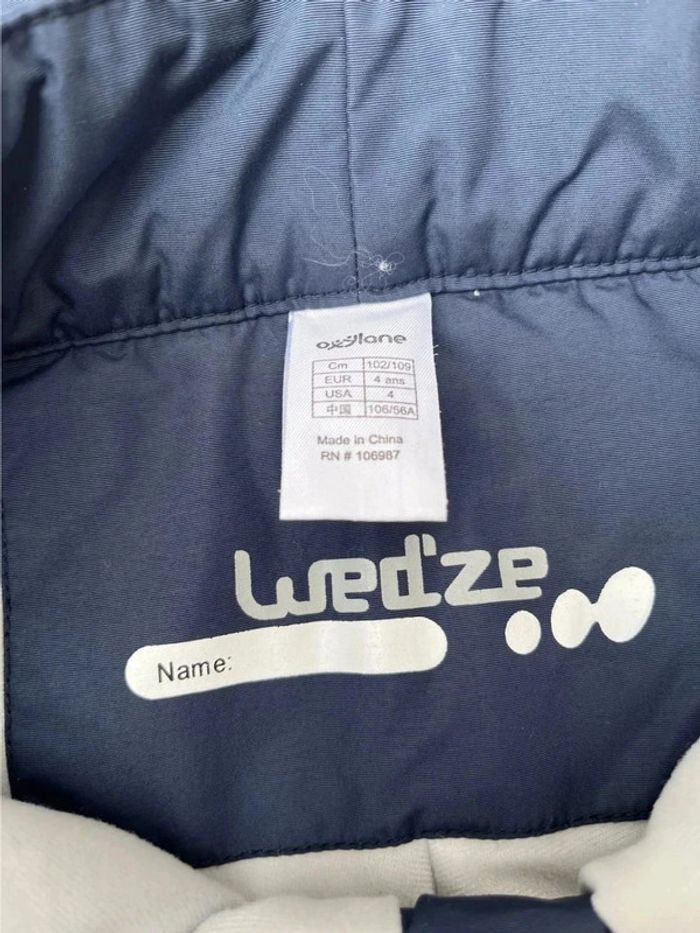 oxylane
Cm 102/109
EUR 4 ans
USA 4
中国 106/56A
Made in China
RN # 106987
wed'ze
Name: